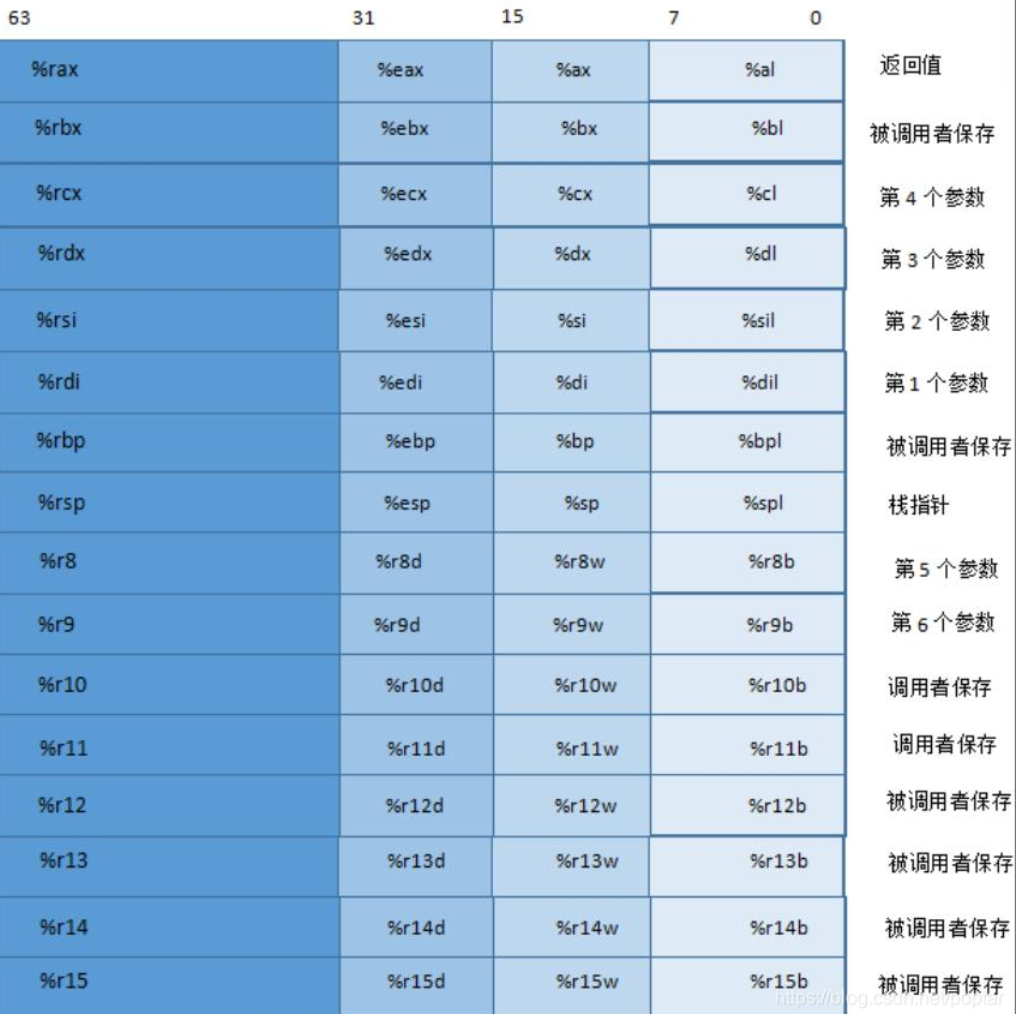 63 31 15 7 0
%rax %eax %ax %al 返回值
%rbx %ebx %bx %bl 被调用者保存
%rcx %ecx %cx %cl 第 4 个参数
%rdx %edx %dx %dl 第 3 个参数
%rsi %esi %si %sil 第 2 个参数
%rdi %edi %di %dil 第 1 个参数
%rbp %ebp %bp %bpl 被调用者保存
%rsp %esp %sp %spl 栈指针
%r8 %r8d %r8w %r8b 第 5 个参数
%r9 %r9d %r9w %r9b 第 6 个参数
%r10 %r10d %r10w %r10b 调用者保存
%r11 %r11d %r11w %r11b 调用者保存
%r12 %r12d %r12w %r12b 被调用者保存
%r13 %r13d %r13w %r13b 被调用者保存
%r14 %r14d %r14w %r14b 被调用者保存
%r15 %r15d %r15w %r15b 被调用者保存
https://blog.csdn.net/poptar